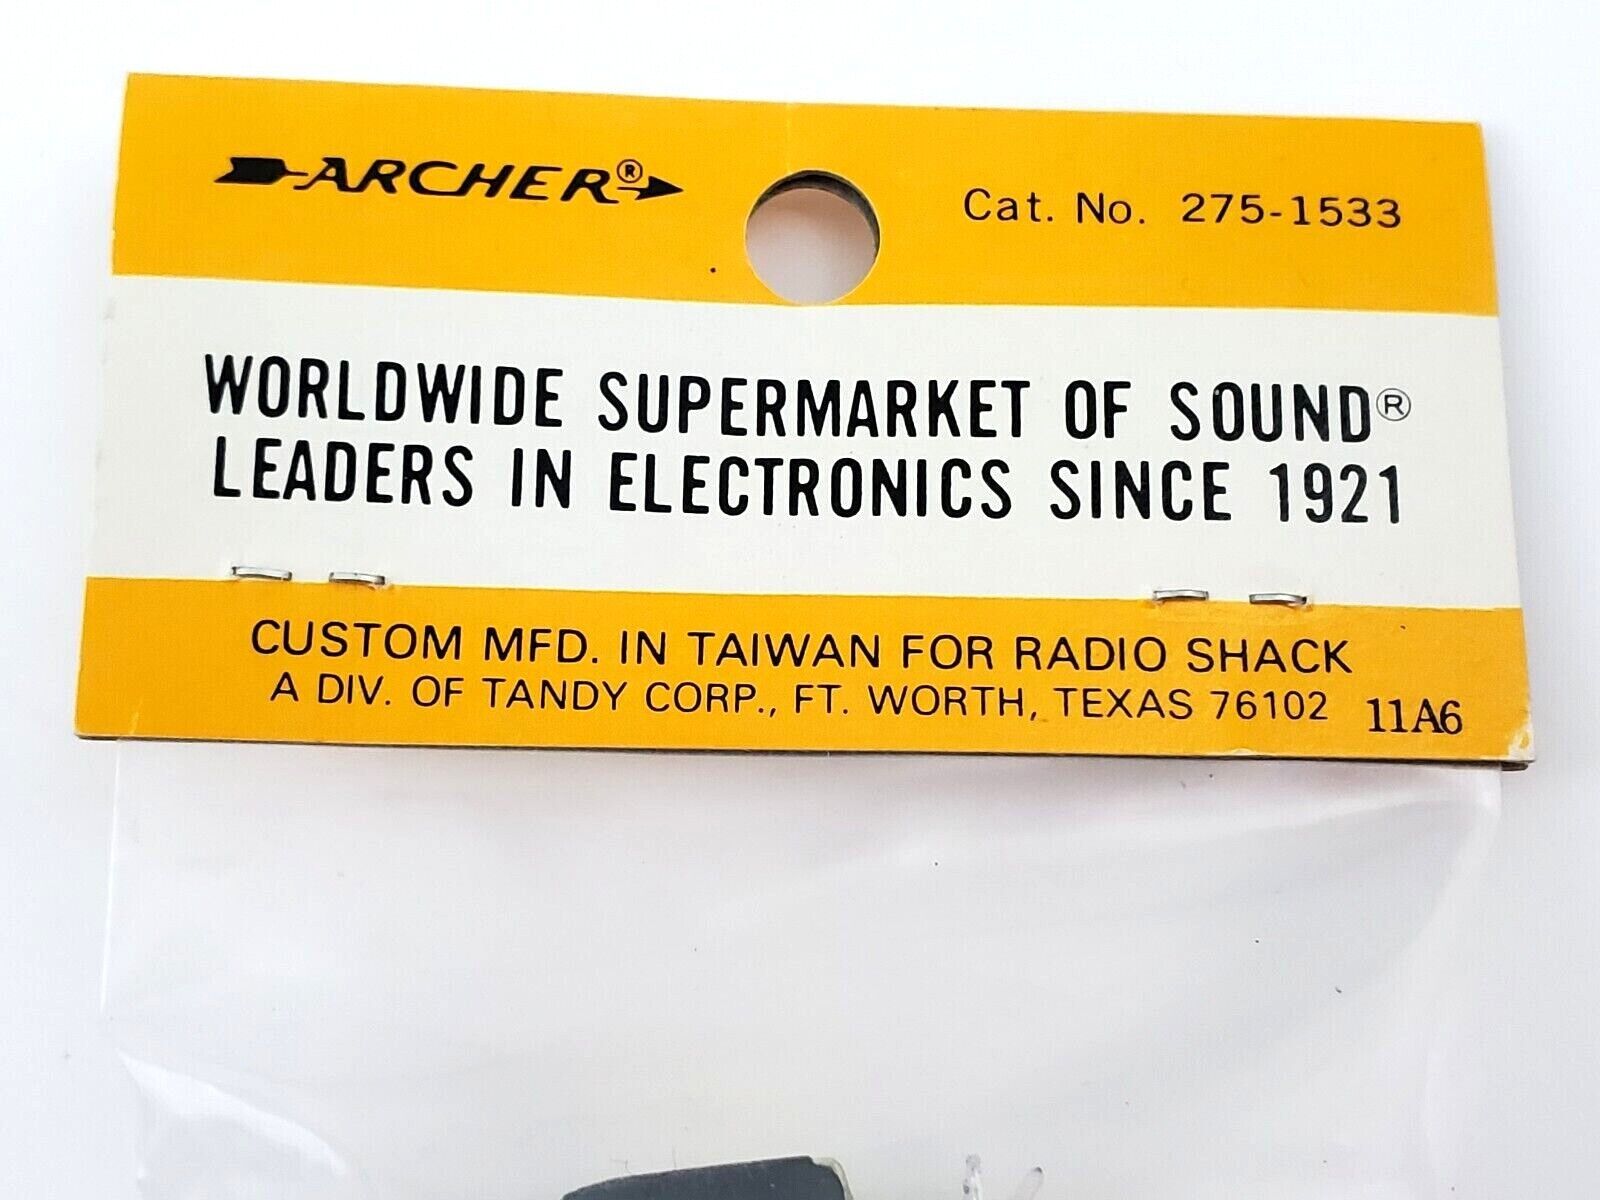 ARCHER®
Cat. No. 275-1533
WORLDWIDE SUPERMARKET OF SOUND®
LEADERS IN ELECTRONICS SINCE 1921
CUSTOM MFD. IN TAIWAN FOR RADIO SHACK
A DIV. OF TANDY CORP., FT. WORTH, TEXAS 76102 11A6